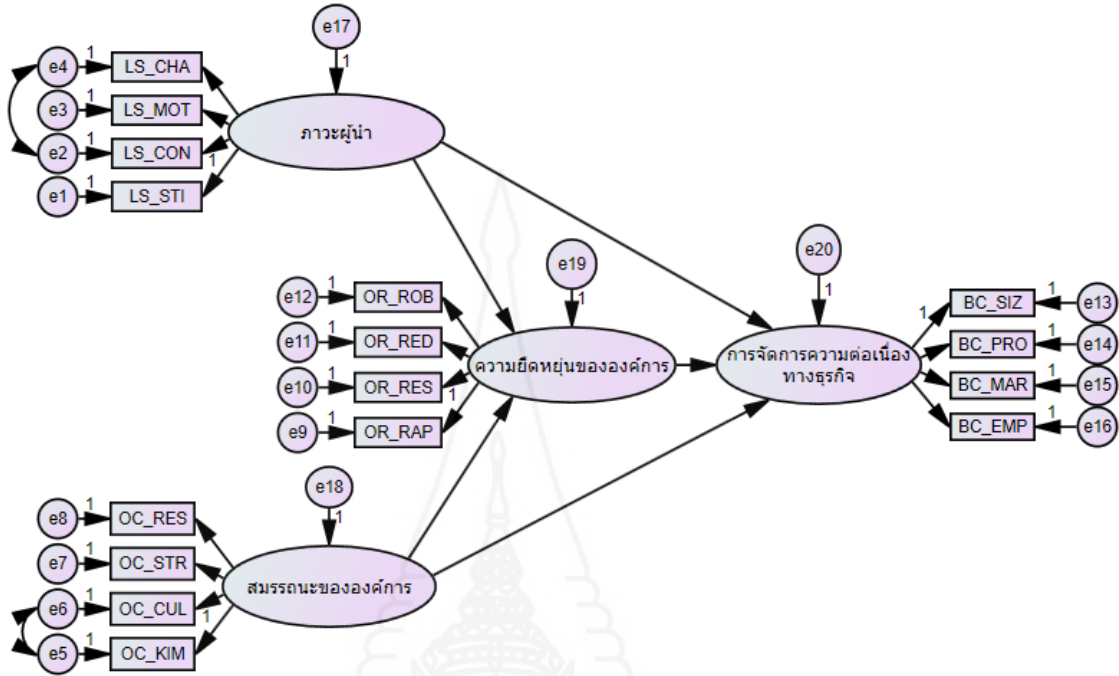 e17
1
e4 1 LS_CHA
e3 1 LS_MOT
e2 1 LS_CON
e1 1 LS_STI
1
ภาวะผู้นำ
e12 1 OR_ROB
e11 1 OR_RED
e10 1 OR_RES
e9 1 OR_RAP
1
e19
1
ความยืดหยุ่นขององค์การ
e20
1
การจัดการความต่อเนื่อง
ทางธุรกิจ
1
BC_SIZ 1 e13
BC_PRO 1 e14
BC_MAR 1 e15
BC_EMP 1 e16
e18
1
e8 1 OC_RES
e7 1 OC_STR
e6 1 OC_CUL
e5 1 OC_KIM
1
สมรรถนะขององค์การ